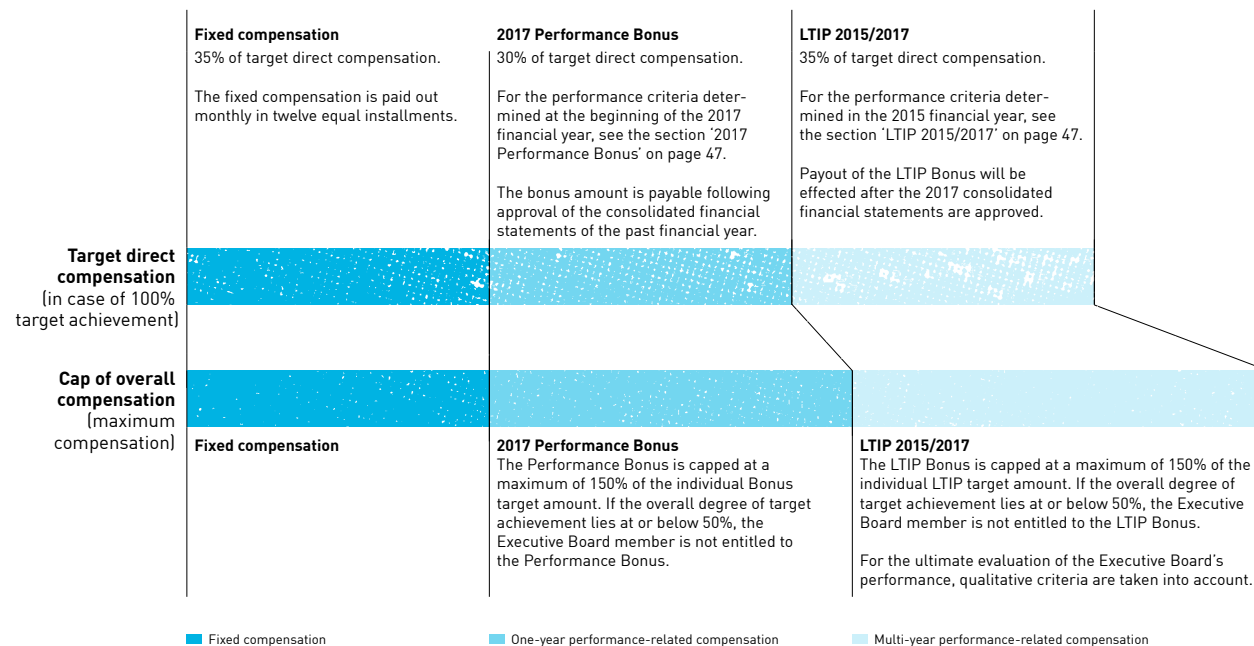 Fixed compensation
35% of target direct compensation.
The fixed compensation is paid out
monthly in twelve equal installments.
2017 Performance Bonus
30% of target direct compensation.
For the performance criteria deter-
mined at the beginning of the 2017
financial year, see the section ‘2017
Performance Bonus’ on page 47.
The bonus amount is payable following
approval of the consolidated financial
statements of the past financial year.
LTIP 2015/2017
35% of target direct compensation.
For the performance criteria deter-
mined in the 2015 financial year, see
the section ‘LTIP 2015/2017’ on page 47.
Payout of the LTIP Bonus will be
effected after the 2017 consolidated
financial statements are approved.
Target direct
compensation
(in case of 100%
target achievement)
Cap of overall
compensation
(maximum
compensation)
Fixed compensation
2017 Performance Bonus
The Performance Bonus is capped at a
maximum of 150% of the individual Bonus
target amount. If the overall degree of target
achievement lies at or below 50%, the
Executive Board member is not entitled to
the Performance Bonus.
LTIP 2015/2017
The LTIP Bonus is capped at a maximum of 150% of the
individual LTIP target amount. If the overall degree of
target achievement lies at or below 50%, the Executive
Board member is not entitled to the LTIP Bonus.
For the ultimate evaluation of the Executive Board’s
performance, qualitative criteria are taken into account.
Fixed compensation
One-year performance-related compensation
Multi-year performance-related compensation